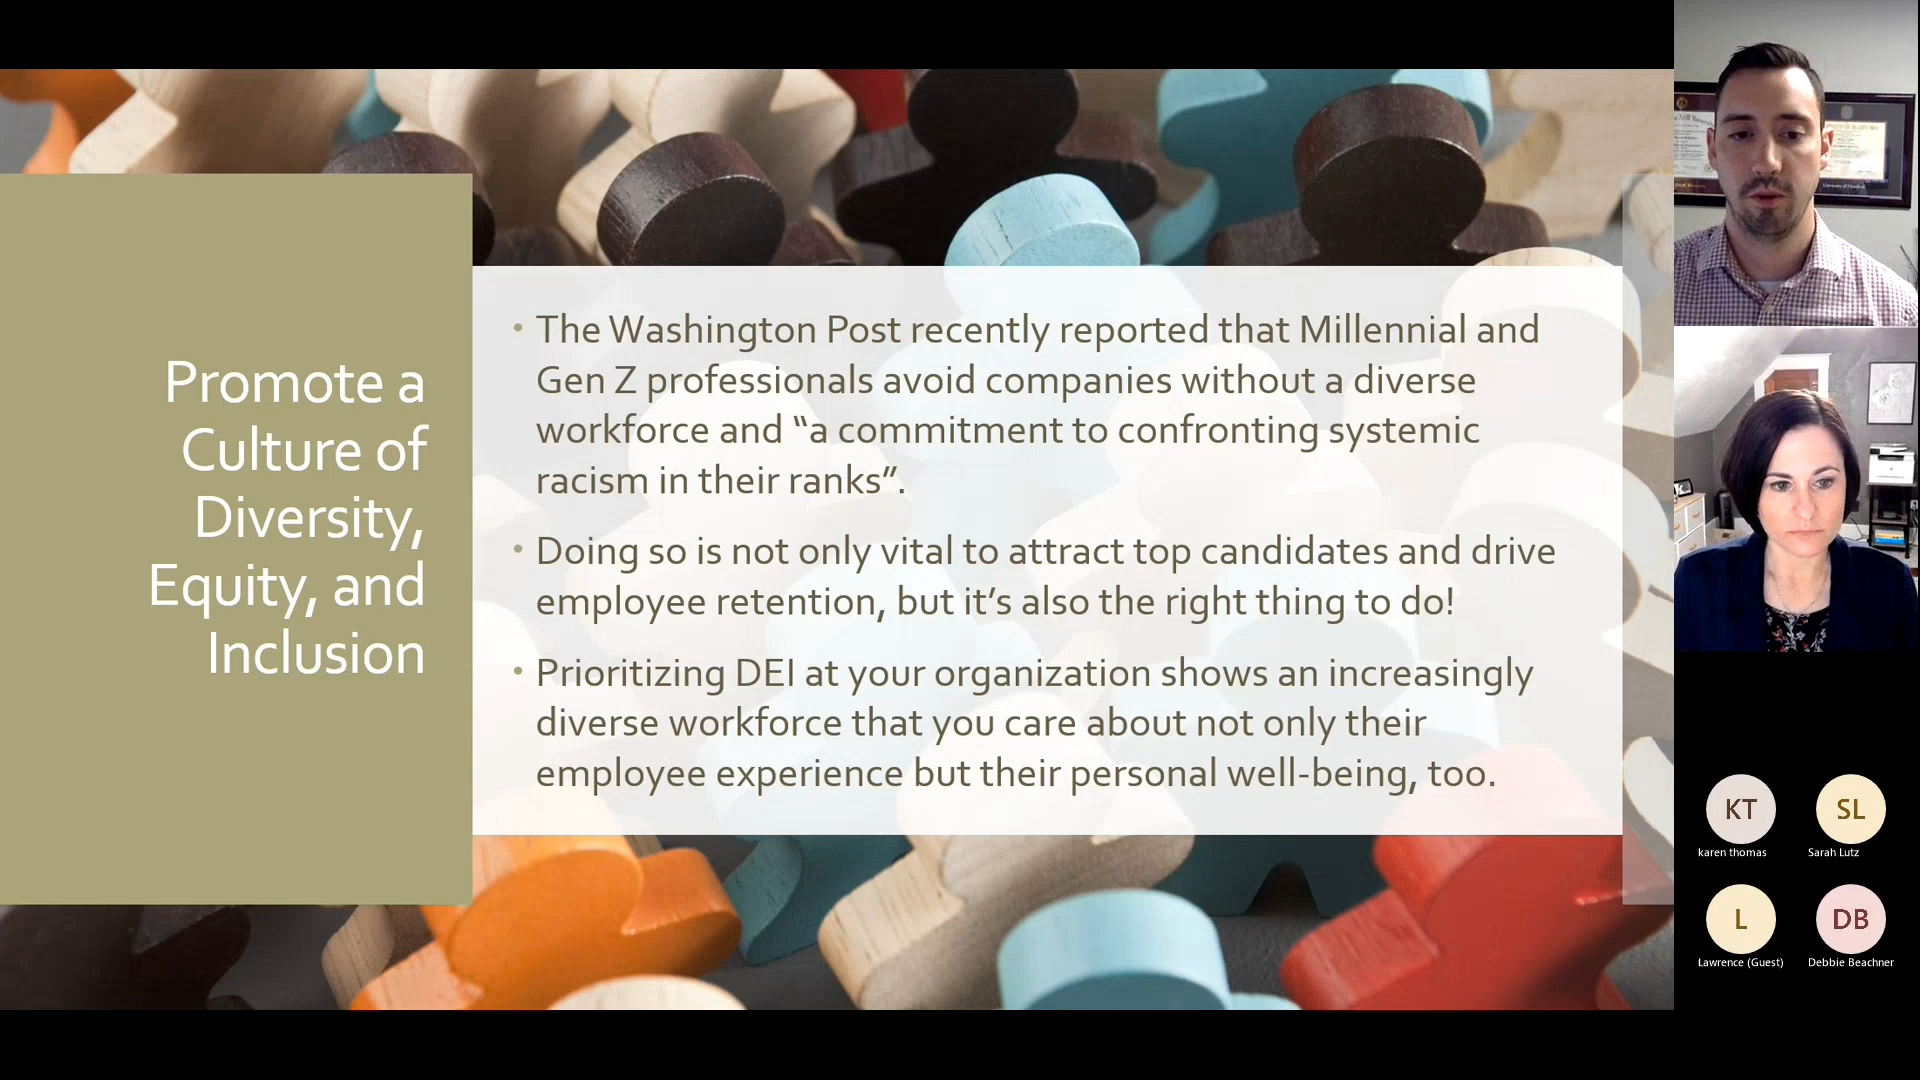 Promote a
Culture of
Diversity,
Equity, and
Inclusion
• The Washington Post recently reported that Millennial and
Gen Z professionals avoid companies without a diverse
workforce and “a commitment to confronting systemic
racism in their ranks”.
• Doing so is not only vital to attract top candidates and drive
employee retention, but it’s also the right thing to do!
• Prioritizing DEI at your organization shows an increasingly
diverse workforce that you care about not only their
employee experience but their personal well-being, too.
KT
karen thomas
SL
Sarah Lutz
L
Lawrence (Guest)
DB
Debbie Beachner